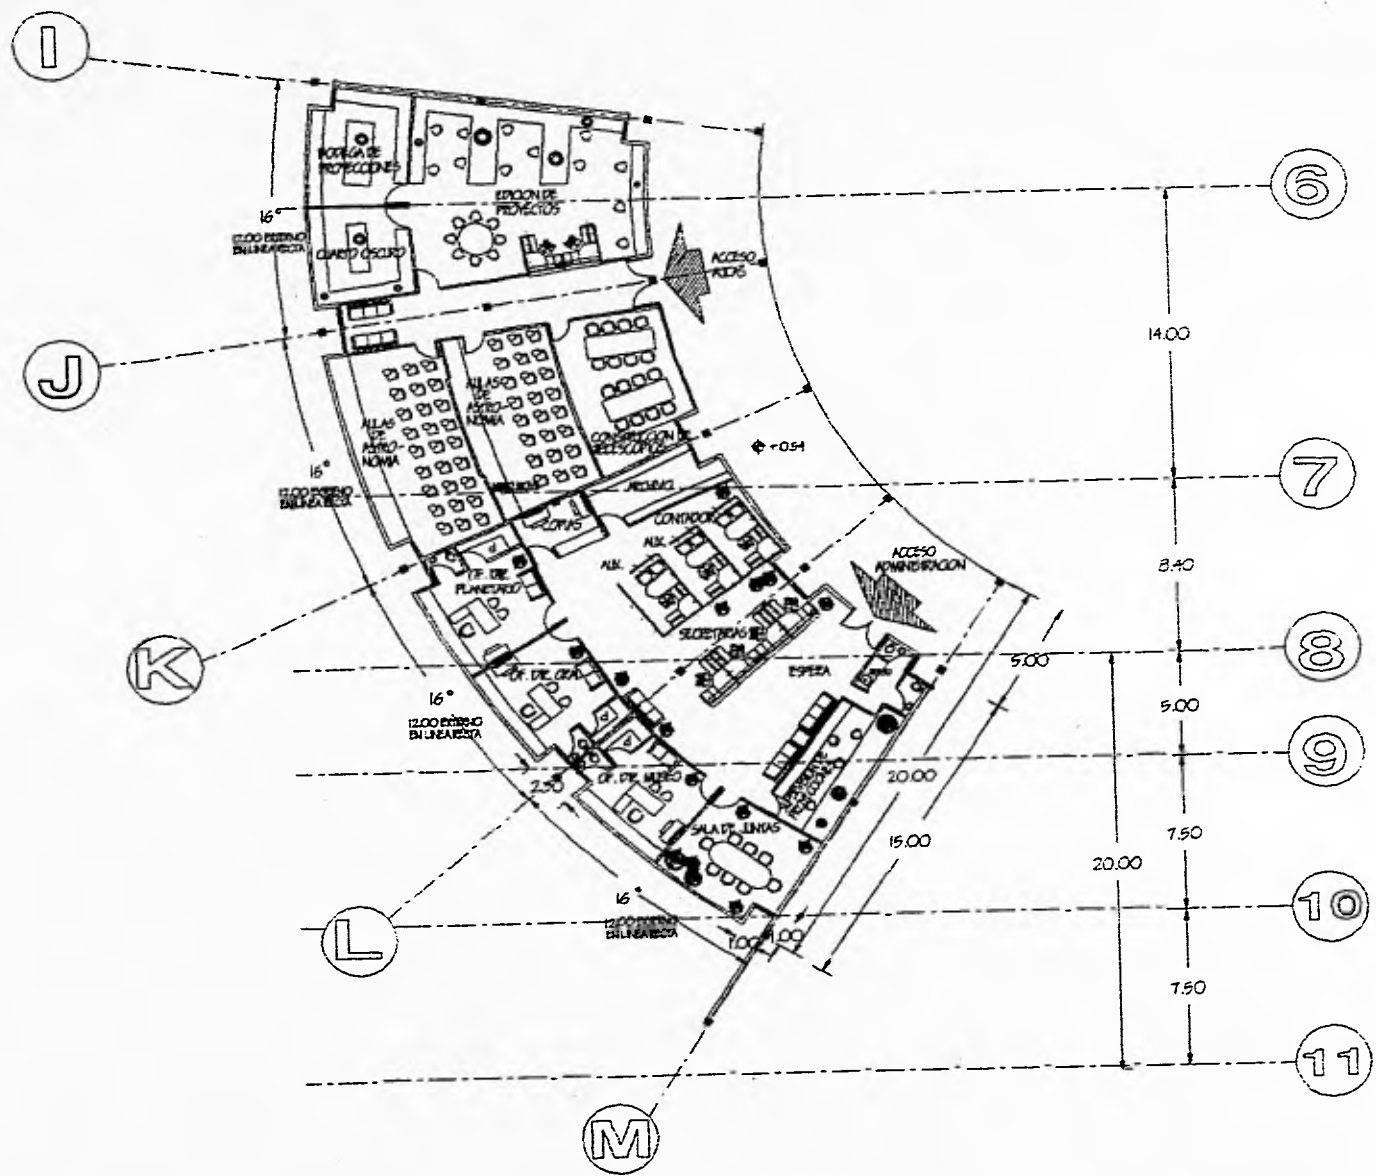 I
6
BODEGA DE
PROYECCIONES
EDICION DE
PROYECTOS
16°
12.00 EXTERNO
EN LINEA RECTA
CUARTO OSCURO
ACCESO
AULAS
J
14.00
AULAS
DE
ASTRO-
NOMIA
AULAS
DE
ASTRO-
NOMIA
CONSTRUCCION DE
TELESCOPIOS
+0.54
7
16°
12.00 EXTERNO
EN LINEA RECTA
ARCHIVO
COPIAS
CONTADOR
AUX.
AUX.
ACCESO
ADMINISTRACION
8.40
OF. DIR.
PLANETARIO
SECRETARIAS
K
8
ESPERA
5.00
OF. DIR. GRAL.
16°
12.00 EXTERNO
EN LINEA RECTA
5.00
9
2.50
OF. DIR. MUSEO
20.00
SALA DE JUNTAS
15.00
7.50
20.00
16°
12.00 EXTERNO
EN LINEA RECTA
10
L
1.00
1.00
7.50
11
M